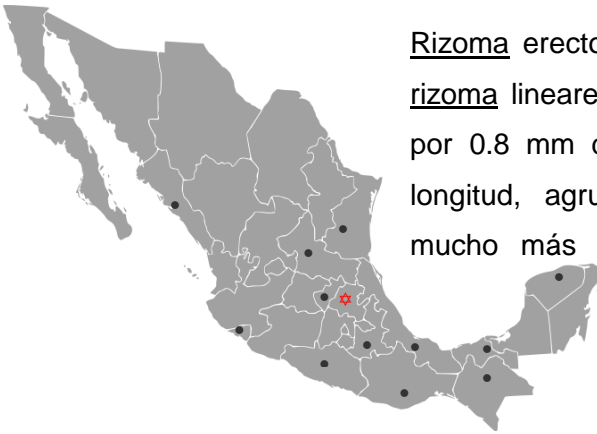 Rizoma erecto
rizoma lineare
por 0.8 mm
longitud, agru
mucho más